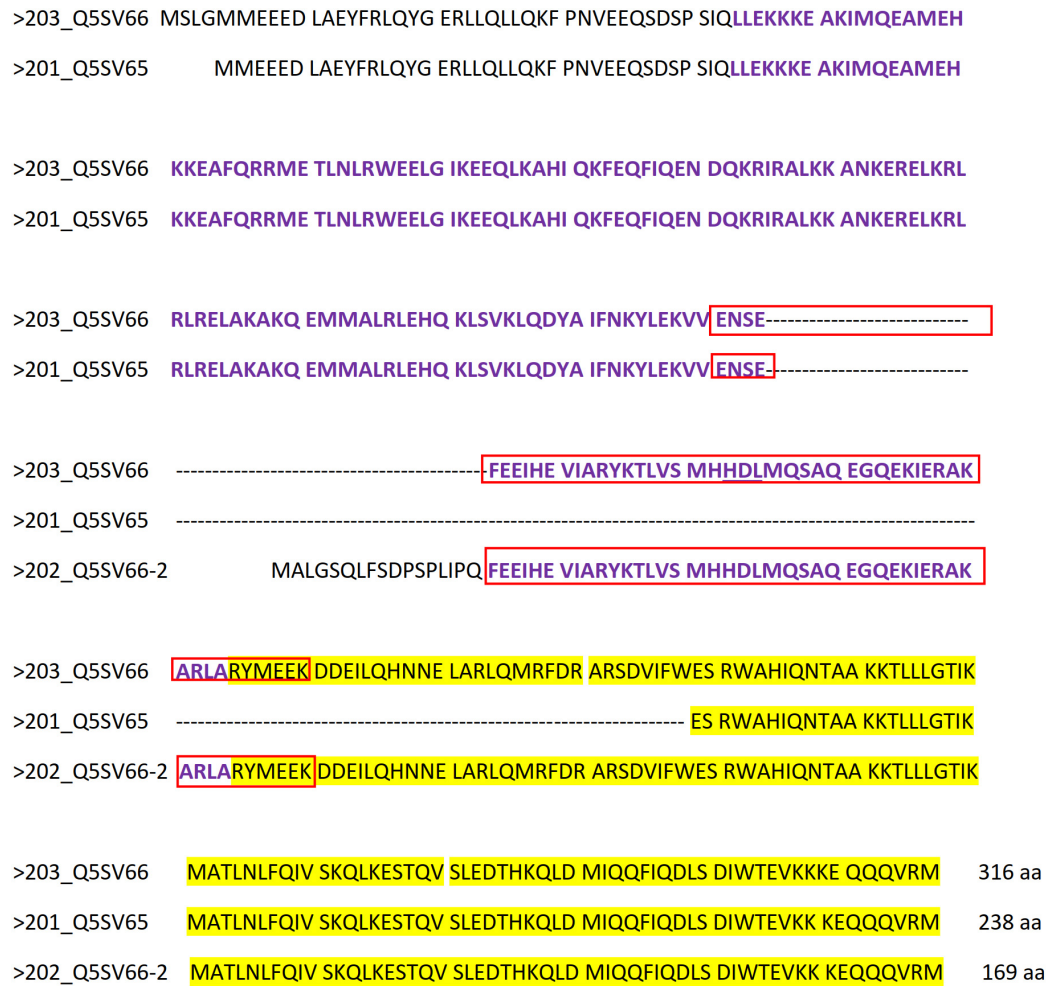 >203_Q5SV66 MSLGMMEEED LAEYFRLQYG ERLLQLLQKF PNVEEQSDSP SIQLLEKKKE AKIMQEAMEH
>201_Q5SV65 MMEEED LAEYFRLQYG ERLLQLLQKF PNVEEQSDSP SIQLLEKKKE AKIMQEAMEH
>203_Q5SV66 KKEAFQRRME TLNLRWEELG IKEEQLKAHI QKFEQFIQEN DQKRIRALKK ANKERELKRL
>201_Q5SV65 KKEAFQRRME TLNLRWEELG IKEEQLKAHI QKFEQFIQEN DQKRIRALKK ANKERELKRL
>203_Q5SV66 RLRELAKAKQ EMMALRLEHQ KLSVKLQDYA IFNKYLEKVV ENSE----------------------------
>201_Q5SV65 RLRELAKAKQ EMMALRLEHQ KLSVKLQDYA IFNKYLEKVV ENSE----------------------------
>203_Q5SV66 -------------------------------------------FEEIHE VIARYKTLVS MHHDLMQSAQ EGQEKIERAK
>201_Q5SV65 ---------------------------------------------------------------------------------------------------------------
>202_Q5SV66-2 MALGSQLFSDPSPLIPQ FEEIHE VIARYKTLVS MHHDLMQSAQ EGQEKIERAK
>203_Q5SV66 ARLARYMEEK DDEILQHNNE LARLQMRFDR ARSDVIFWES RWAHIQNTAA KKTLLLGTIK
>201_Q5SV65 ----------------------------------------------------------------------- ES RWAHIQNTAA KKTLLLGTIK
>202_Q5SV66-2 ARLARYMEEK DDEILQHNNE LARLQMRFDR ARSDVIFWES RWAHIQNTAA KKTLLLGTIK
>203_Q5SV66 MATLNLFQIV SKQLKESTQV SLEDTHKQLD MIQQFIQDLS DIWTEVKKKE QQQVRM 316 aa
>201_Q5SV65 MATLNLFQIV SKQLKESTQV SLEDTHKQLD MIQQFIQDLS DIWTEVKK KEQQQVRM 238 aa
>202_Q5SV66-2 MATLNLFQIV SKQLKESTQV SLEDTHKQLD MIQQFIQDLS DIWTEVKK KEQQQVRM 169 aa